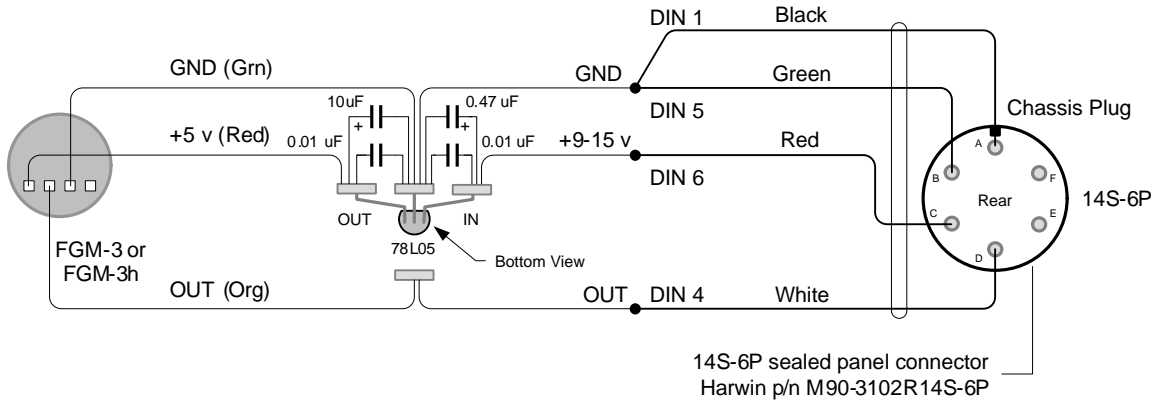 DIN 1
Black
GND (Grn)
GND
Green
10uF
0.47 uF
+
+
DIN 5
Chassis Plug
+5 v (Red)
0.01 uF
0.01 uF
+9-15 v
Red
A
B
F
DIN 6
Rear
14S-6P
OUT
IN
C
E
78L05
FGM-3 or
FGM-3h
Bottom View
D
OUT (Org)
OUT
DIN 4
White
14S-6P sealed panel connector
Harwin p/n M90-3102R14S-6P